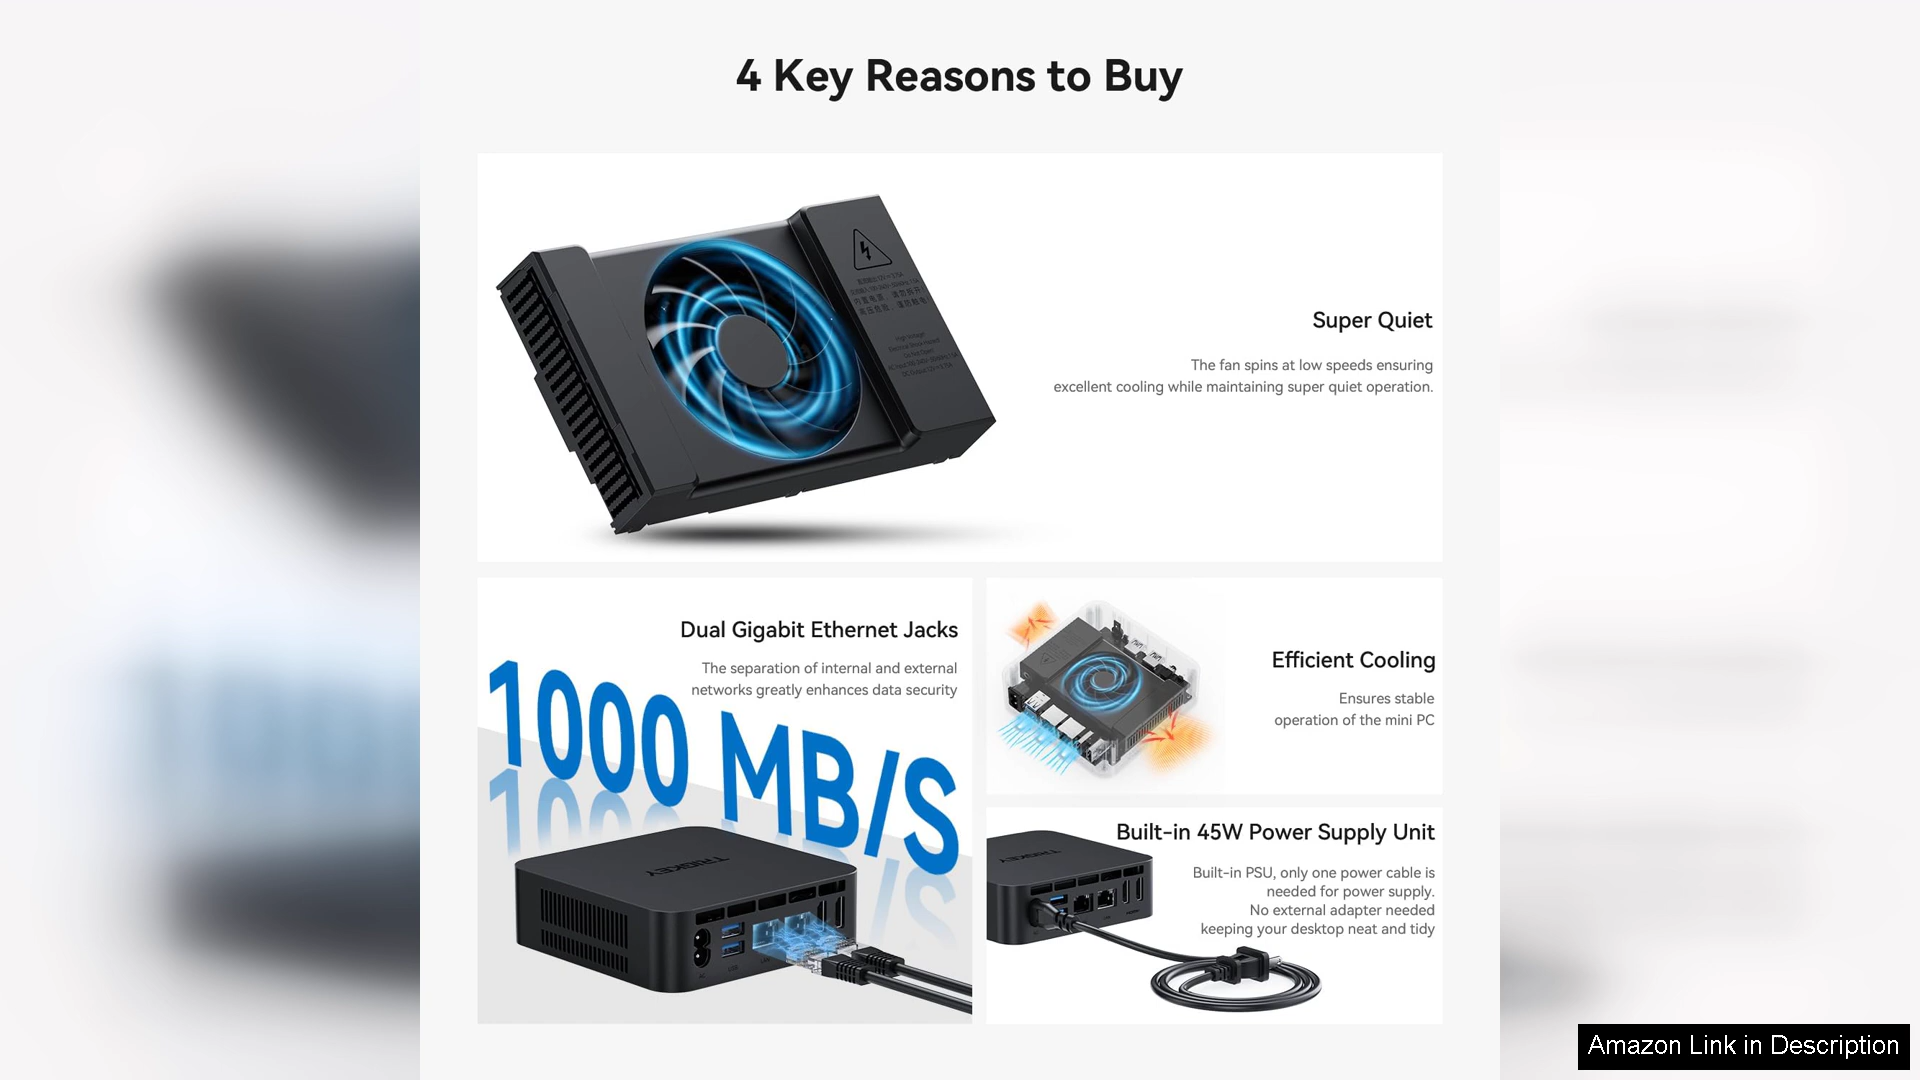 4 Key Reasons to Buy
Super Quiet
The fan spins at low speeds ensuring
excellent cooling while maintaining super quiet operation.
Dual Gigabit Ethernet Jacks
The separation of internal and external
networks greatly enhances data security
1000 MB/S
TRIGKEY
Efficient Cooling
Ensures stable
operation of the mini PC
Built-in 45W Power Supply Unit
Built-in PSU, only one power cable is
needed for power supply.
No external adapter needed
keeping your desktop neat and tidy
TRIGKEY
Amazon Link in Description